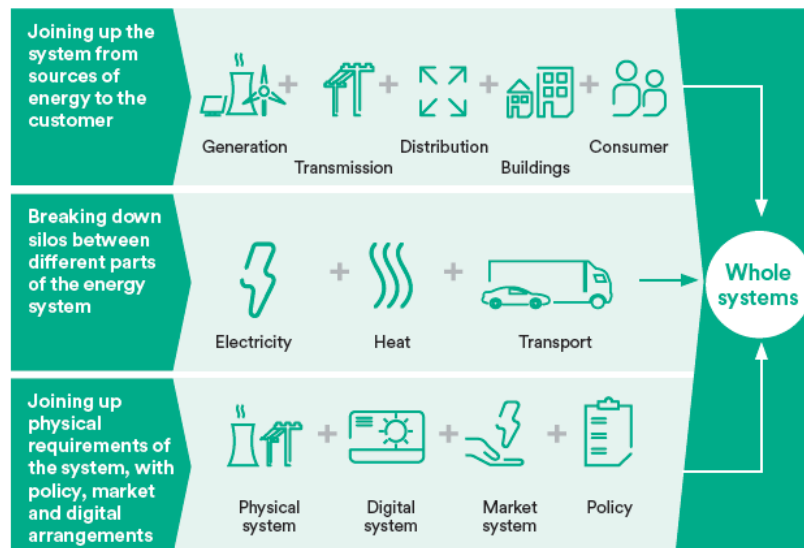 Joining up the
system from
sources of
energy to the
customer
Generation
Transmission
Distribution
Buildings
Consumer
Breaking down
silos between
different parts
of the energy
system
Electricity
Heat
Transport
Whole
systems
Joining up
physical
requirements of
the system, with
policy, market
and digital
arrangements
Physical
system
Digital
system
Market
system
Policy